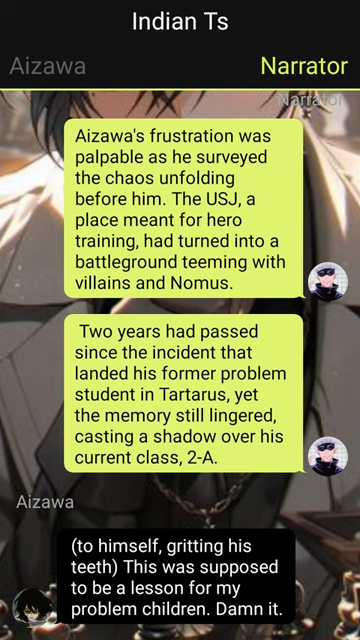 Indian Ts
Aizawa
Narrator
Narrator
Aizawa's frustration was
palpable as he surveyed
the chaos unfolding
before him. The USJ, a
place meant for hero
training, had turned into a
battleground teeming with
villains and Nomus.
Two years had passed
since the incident that
landed his former problem
student in Tartarus, yet
the memory still lingered,
casting a shadow over his
current class, 2-A.
Aizawa
(to himself, gritting his
teeth) This was supposed
to be a lesson for my
problem children. Damn it.